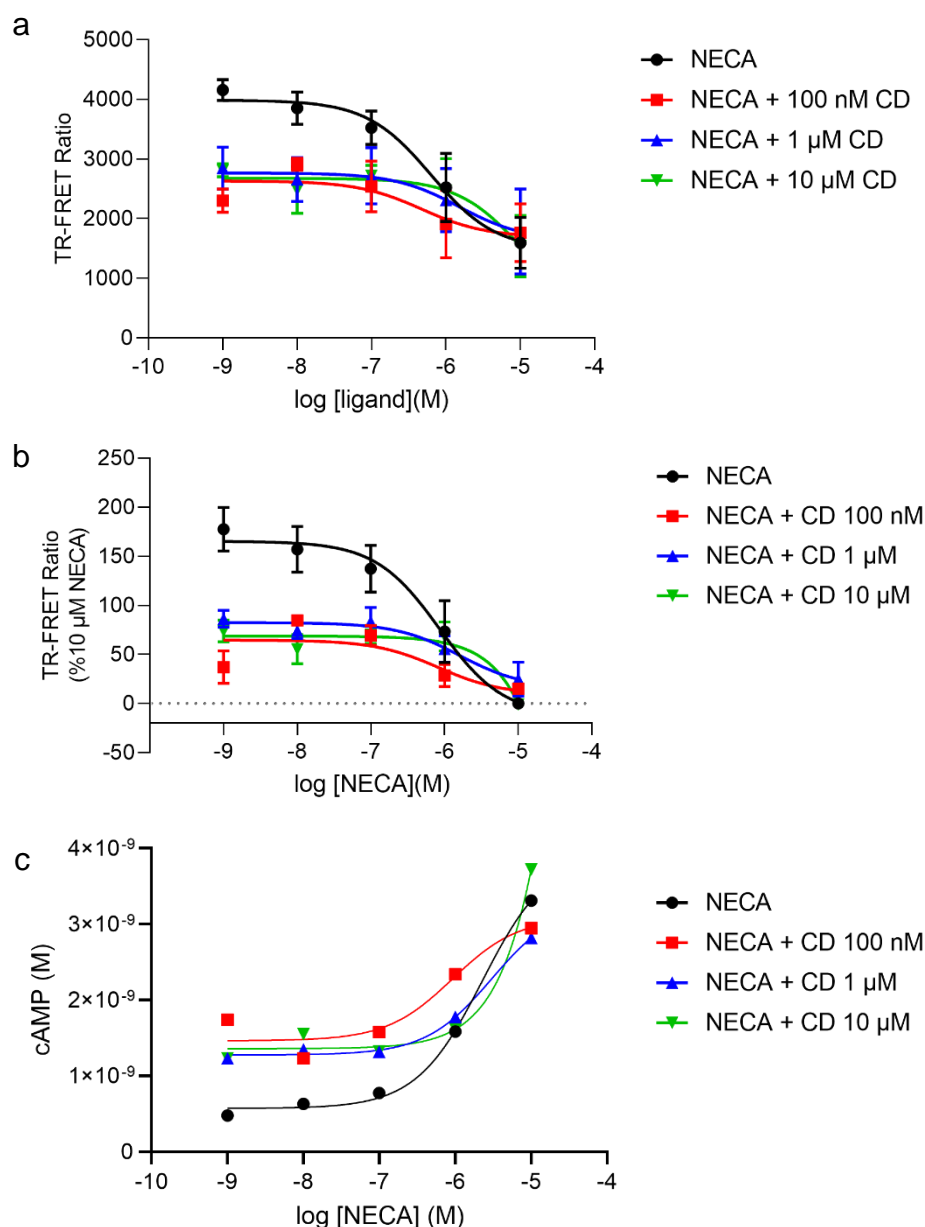 a
5000
4000
3000
2000
1000
0
TR-FRET Ratio
-10 -9 -8 -7 -6 -5 -4
log [ligand](M)
NECA
NECA + 100 nM CD
NECA + 1 µM CD
NECA + 10 µM CD
b
250
200
150
100
50
0
-50
TR-FRET Ratio
(%10 µM NECA)
-9 -8 -7 -6 -5 -4
log [NECA](M)
NECA
NECA + CD 100 nM
NECA + CD 1 µM
NECA + CD 10 µM
c
4×10⁻⁹
3×10⁻⁹
2×10⁻⁹
1×10⁻⁹
0
cAMP (M)
-10 -9 -8 -7 -6 -5 -4
log [NECA] (M)
NECA
NECA + CD 100 nM
NECA + CD 1 µM
NECA + CD 10 µM